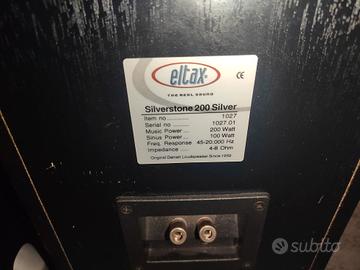 eltax
THE REAL SOUND
CE
Silverstone 200 Silver
Item no ........ 1027
Serial no ........ 1027.01
Music Power .... 200 Watt
Sinus Power .... 100 Watt
Freq. Response 45-20.000 Hz
Impedance ..... 4-8 Ohm
Original Danish Loudspeaker Since 1950
subito